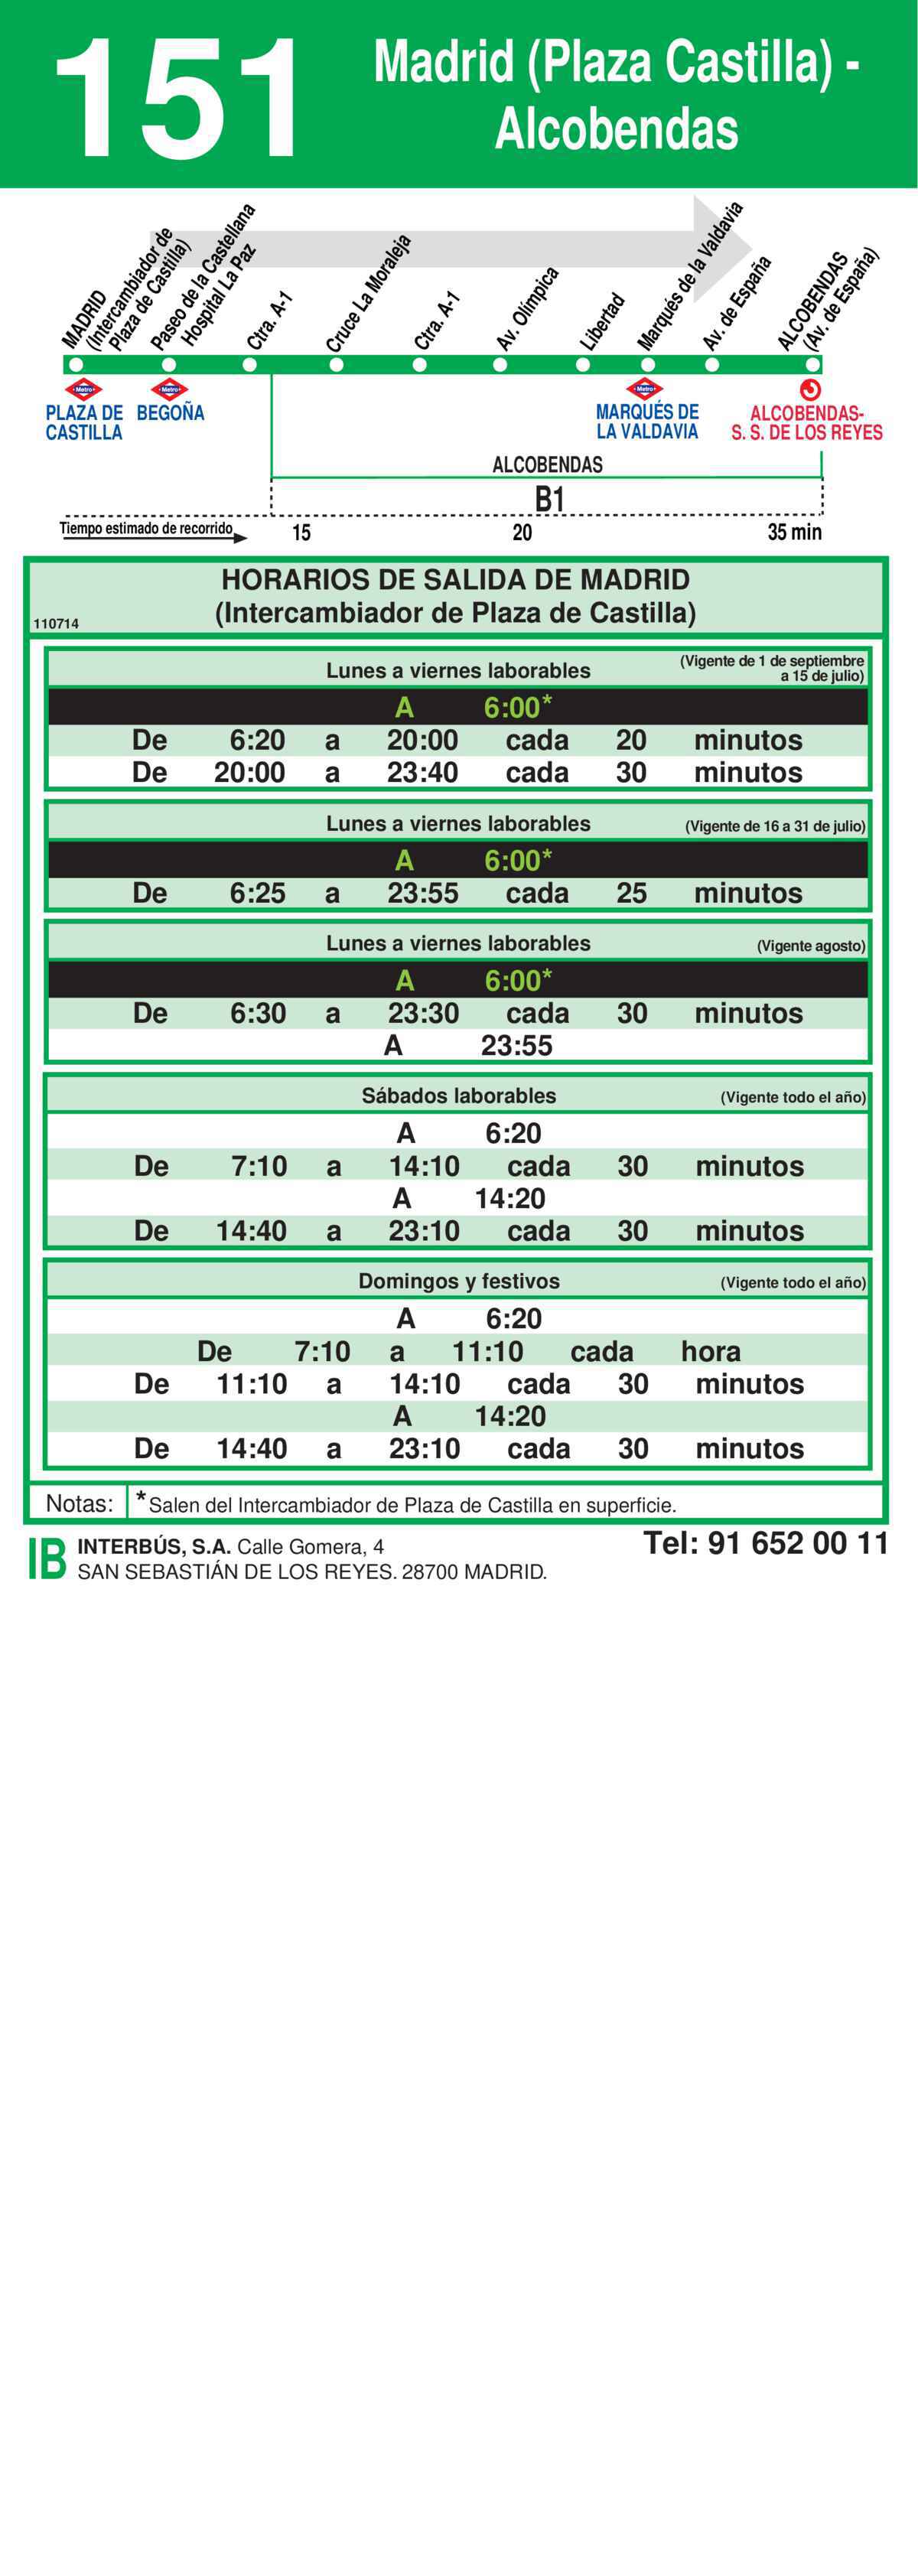 151
Madrid (Plaza Castilla) -
Alcobendas
MADRID
(Intercambiador de
Plaza de Castilla)
Paseo de la Castellana
Hospital La Paz
Ctra. A-1
Cruce La Moraleja
Ctra. A-1
Av. Olímpica
Libertad
Marqués de la Valdavia
Av. de España
ALCOBENDAS
(Av. de España)
Metro
Metro
Metro
PLAZA DE
CASTILLA
BEGOÑA
MARQUÉS DE
LA VALDAVIA
ALCOBENDAS-
S. S. DE LOS REYES
ALCOBENDAS
B1
Tiempo estimado de recorrido 15 20 35 min
HORARIOS DE SALIDA DE MADRID
(Intercambiador de Plaza de Castilla)
110714
Lunes a viernes laborables (Vigente de 1 de septiembre
a 15 de julio)
A 6:00*
De 6:20 a 20:00 cada 20 minutos
De 20:00 a 23:40 cada 30 minutos
Lunes a viernes laborables (Vigente de 16 a 31 de julio)
A 6:00*
De 6:25 a 23:55 cada 25 minutos
Lunes a viernes laborables (Vigente agosto)
A 6:00*
De 6:30 a 23:30 cada 30 minutos
A 23:55
Sábados laborables (Vigente todo el año)
A 6:20
De 7:10 a 14:10 cada 30 minutos
A 14:20
De 14:40 a 23:10 cada 30 minutos
Domingos y festivos (Vigente todo el año)
A 6:20
De 7:10 a 11:10 cada hora
De 11:10 a 14:10 cada 30 minutos
A 14:20
De 14:40 a 23:10 cada 30 minutos
Notas: *Salen del Intercambiador de Plaza de Castilla en superficie.
IB INTERBÚS, S.A. Calle Gomera, 4
SAN SEBASTIÁN DE LOS REYES. 28700 MADRID.
Tel: 91 652 00 11